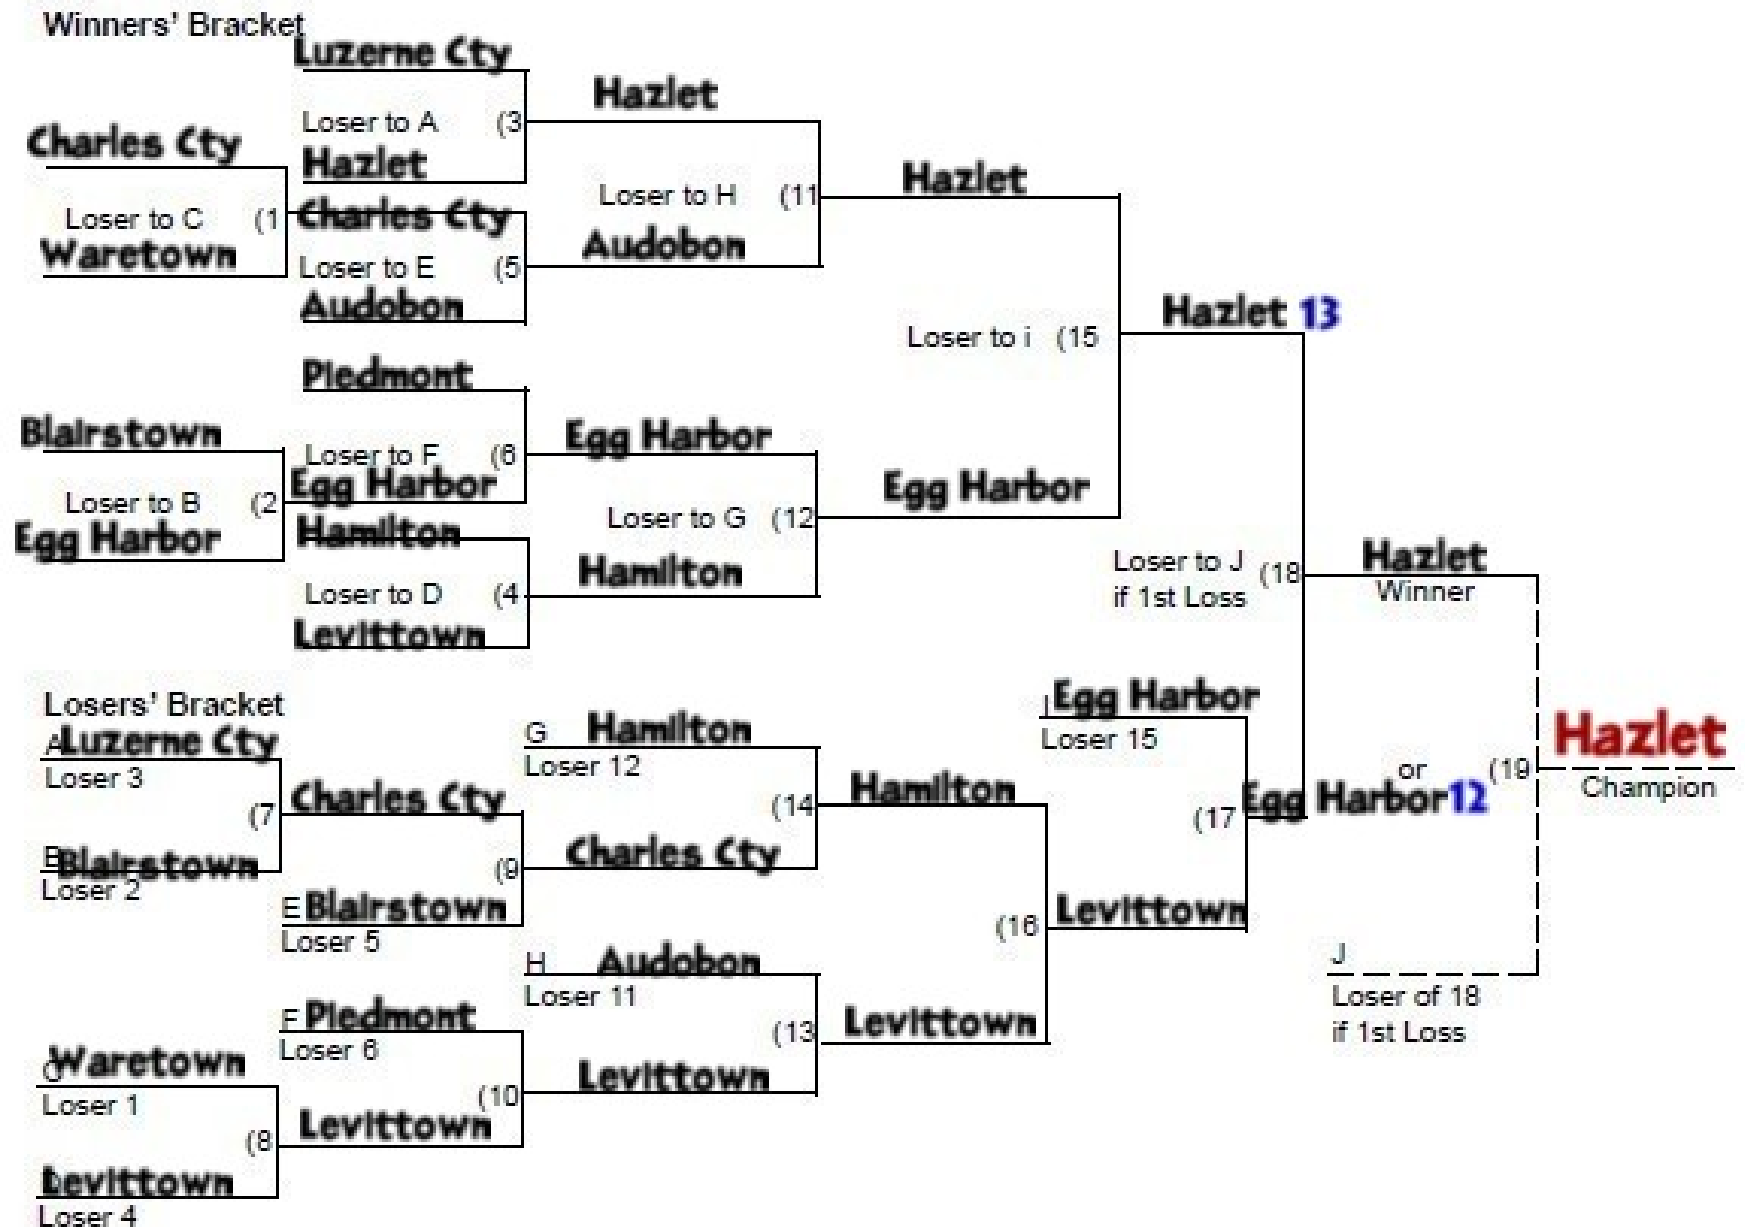 Winners' Bracket
Luzerne Cty
Hazlet
Loser to A (3
Charles Cty
Hazlet
Loser to H (11
Hazlet
Loser to C (1
Charles Cty
Waretown
Audobon
Loser to E (5
Audobon
Hazlet 13
Loser to i (15
Piedmont
Blairstown
Egg Harbor
Loser to F (6
Egg Harbor
Egg Harbor
Loser to B (2
Loser to G (12
Egg Harbor
Hamilton
Hamilton
Loser to J
if 1st Loss
(18
Hazlet
Winner
Loser to D (4
Levittown
Losers' Bracket
A Luzerne Cty
Loser 3
G Hamilton
Loser 12
I Egg Harbor
Loser 15
Hazlet
Champion
(7
Charles Cty
(14
Hamilton
or
(19
(17
Egg Harbor 12
B Blairstown
Loser 2
(9
Charles Cty
E Blairstown
Loser 5
(16
Levittown
H Audobon
Loser 11
J
Loser of 18
if 1st Loss
F Piedmont
Loser 6
(13
Levittown
C Waretown
Loser 1
(10
Levittown
(8
Levittown
Levittown
Loser 4